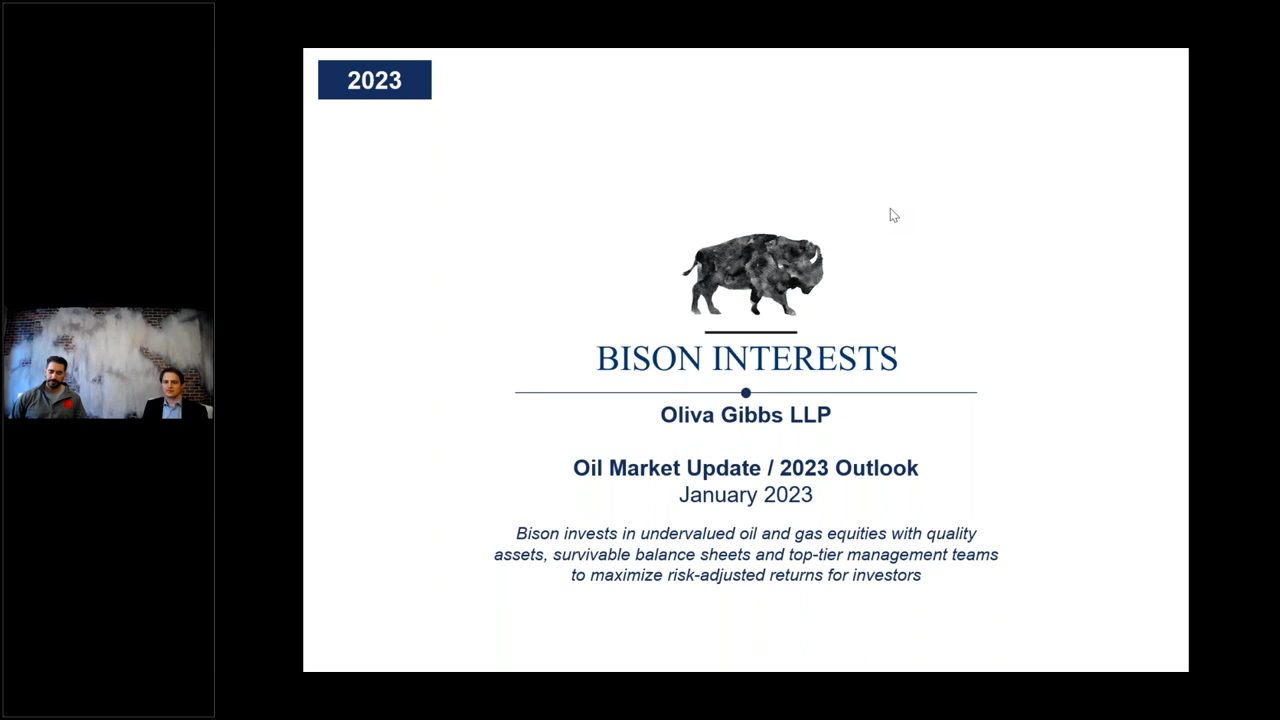 2023
BISON INTERESTS
Oliva Gibbs LLP
Oil Market Update / 2023 Outlook
January 2023
Bison invests in undervalued oil and gas equities with quality
assets, survivable balance sheets and top-tier management teams
to maximize risk-adjusted returns for investors